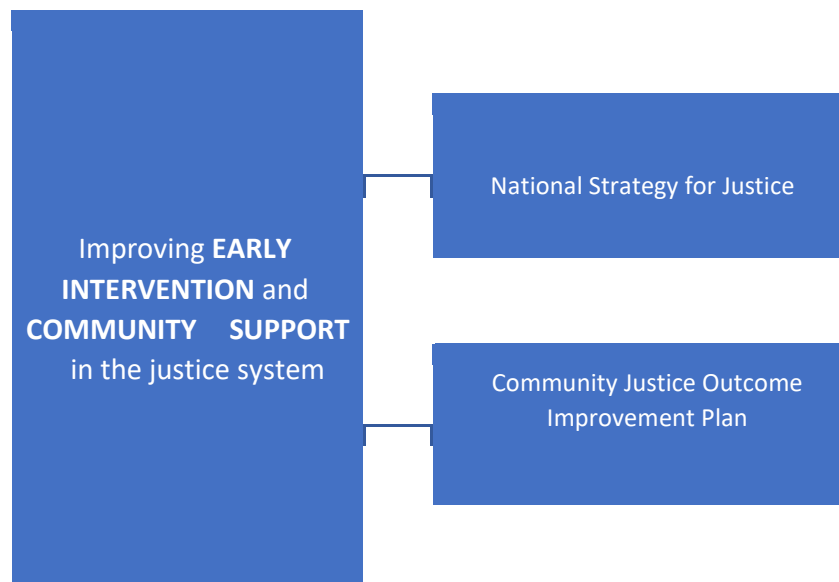 Improving EARLY
INTERVENTION and
COMMUNITY SUPPORT
in the justice system
National Strategy for Justice
Community Justice Outcome
Improvement Plan